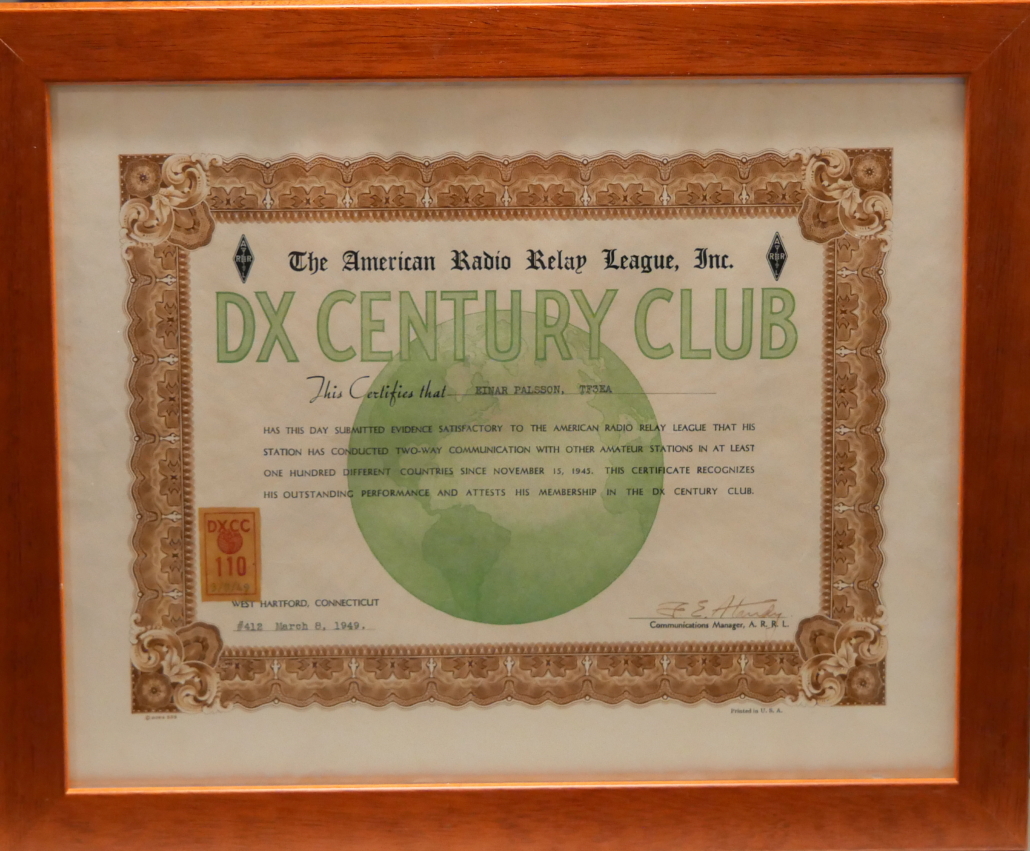 The American Radio Relay League, Inc.
DX CENTURY CLUB
This Certifies that EINAR PALSSON. TF3EA
HAS THIS DAY SUBMITTED EVIDENCE SATISFACTORY TO THE AMERICAN RADIO RELAY LEAGUE THAT HIS
STATION HAS CONDUCTED TWO-WAY COMMUNICATION WITH OTHER AMATEUR STATIONS IN AT LEAST
ONE HUNDRED DIFFERENT COUNTRIES SINCE NOVEMBER 15, 1945. THIS CERTIFICATE RECOGNIZES
HIS OUTSTANDING PERFORMANCE AND ATTESTS HIS MEMBERSHIP IN THE DX CENTURY CLUB.
DXCC
110
WEST HARTFORD, CONNECTICUT
#412 March 8, 1949.
F. E. Handy
Communications Manager, A. R. R. L.
Printed in U. S. A.